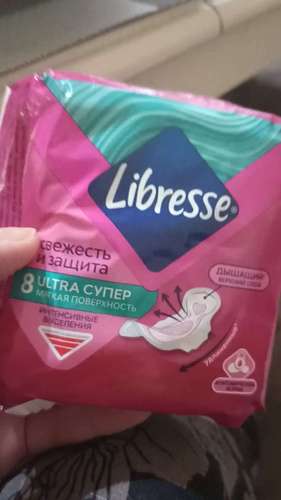 Libresse®
СВЕЖЕСТЬ
И ЗАЩИТА
8 ULTRA СУПЕР
МЯГКАЯ ПОВЕРХНОСТЬ
ИНТЕНСИВНЫЕ
ВЫДЕЛЕНИЯ
ДЫШАЩИЙ
ВЕРХНИЙ СЛОЙ